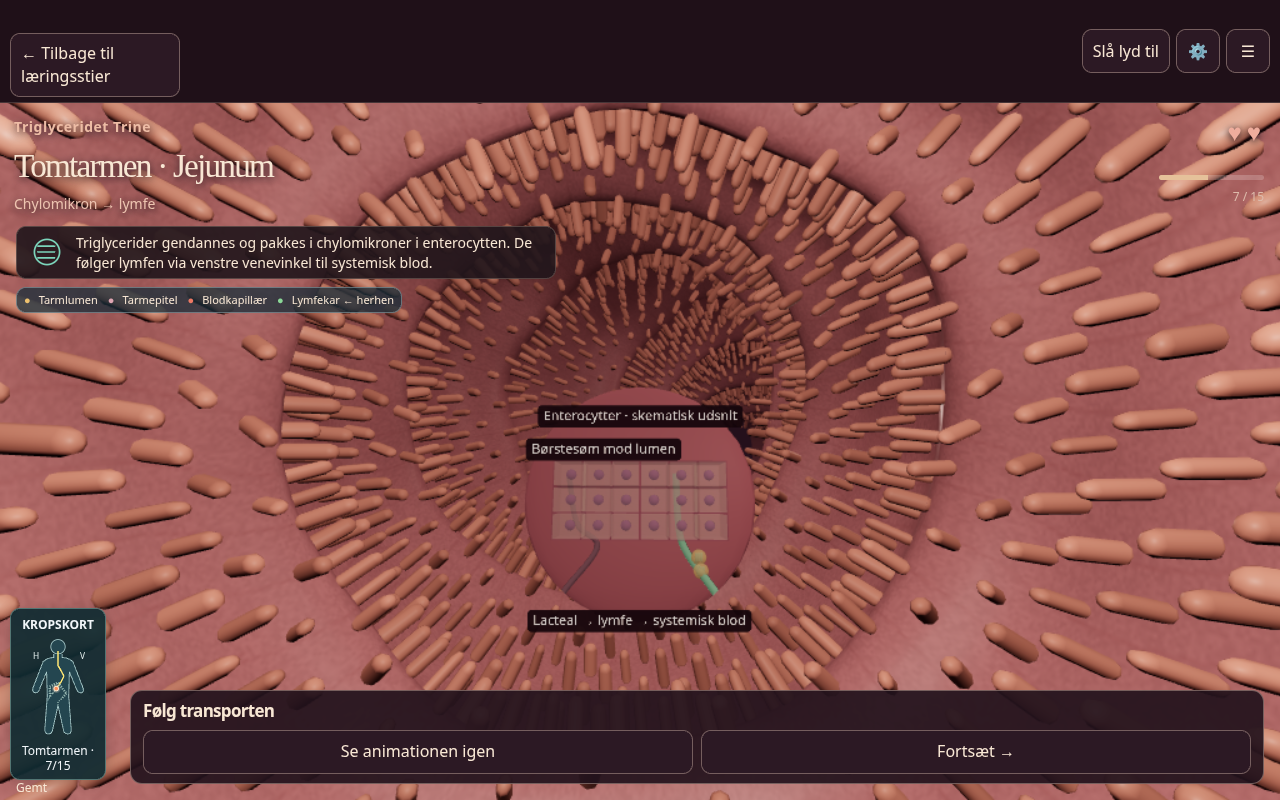 ← Tilbage til
læringsstier
Slå lyd til
Triglyceridet Trine
Tomtarmen · Jejunum
Chylomikron → lymfe
7 / 15
Triglycerider gendannes og pakkes i chylomikroner i enterocytten. De
følger lymfen via venstre venevinkel til systemisk blod.
Tarmlumen Tarmepitel Blodkapillær Lymfekar ← herhen
Enterocytter · skematisk udsnit
Børstesøm mod lumen
Lacteal → lymfe → systemisk blod
KROPSKORT
H V
Tomtarmen ·
7/15
Gemt
Følg transporten
Se animationen igen
Fortsæt →